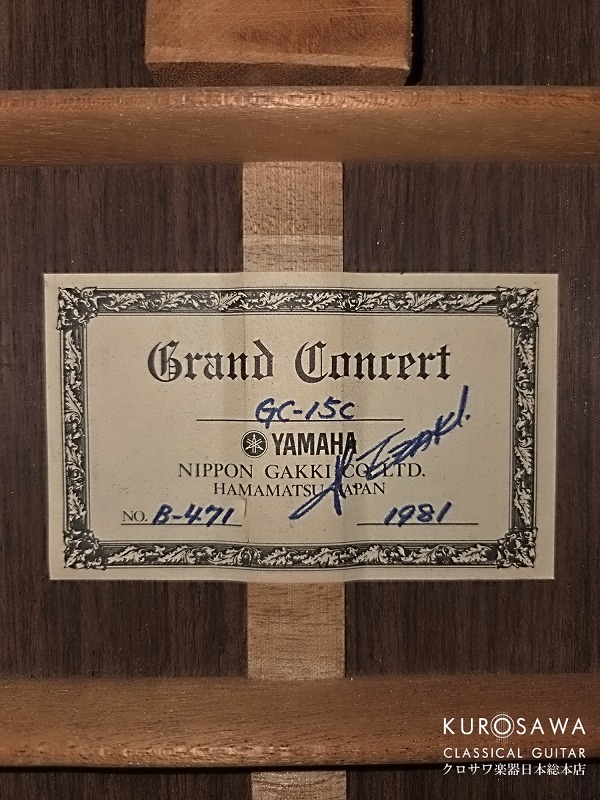 Grand Concert
GC-15C
YAMAHA
K. IZAKI.
NIPPON GAKKI CO., LTD.
HAMAMATSU JAPAN
NO. B-471 1981
KUROSAWA
CLASSICAL GUITAR
クロサワ楽器日本総本店